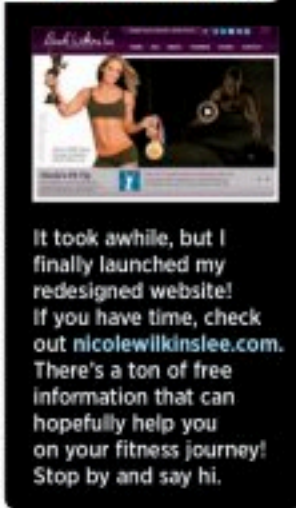 It took awhile, but I
finally launched my
redesigned website!
If you have time, check
out nicolewilkinslee.com.
There's a ton of free
information that can
hopefully help you
on your fitness journey!
Stop by and say hi.